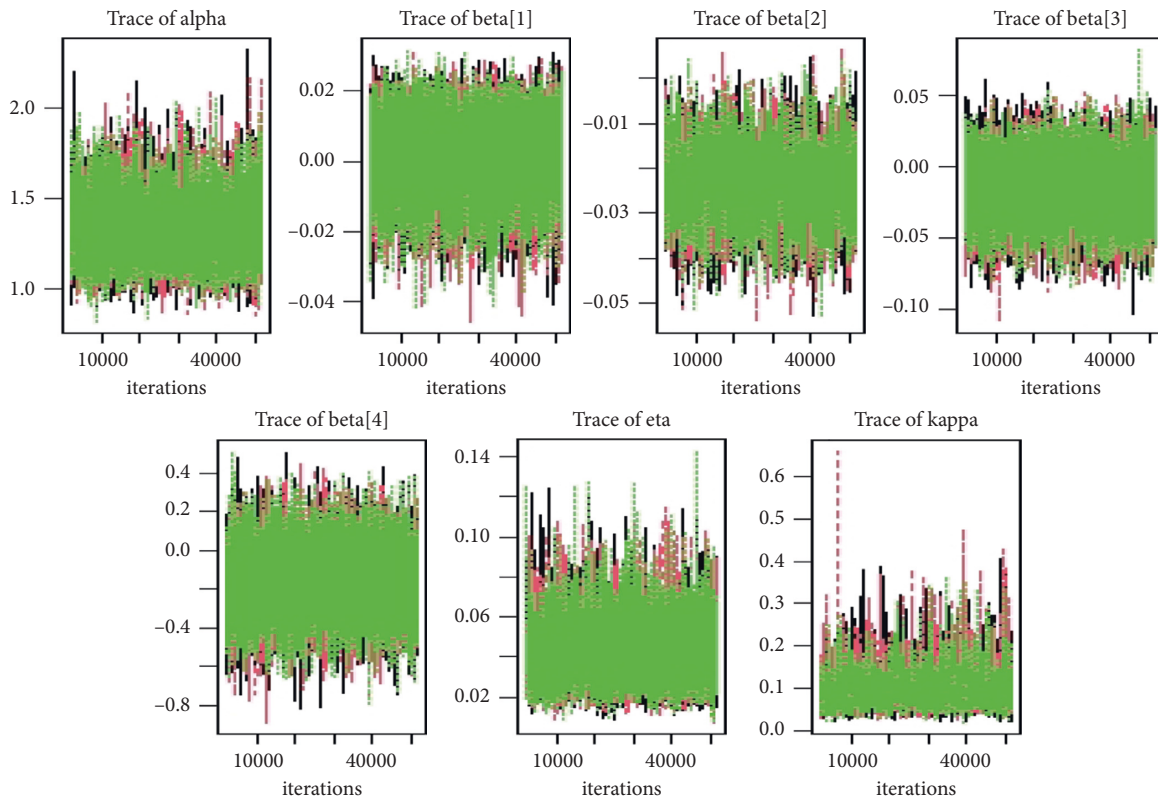 Trace of alpha
Trace of beta[1]
Trace of beta[2]
Trace of beta[3]
2.0
1.5
1.0
0.02
0.00
−0.02
−0.04
−0.01
−0.03
−0.05
0.05
0.00
−0.05
−0.10
10000 40000
10000 40000
10000 40000
10000 40000
iterations
iterations
iterations
iterations
Trace of beta[4]
Trace of eta
Trace of kappa
0.4
0.2
0.0
−0.4
−0.8
0.14
0.10
0.06
0.02
0.6
0.5
0.4
0.3
0.2
0.1
0.0
10000 40000
10000 40000
10000 40000
iterations
iterations
iterations